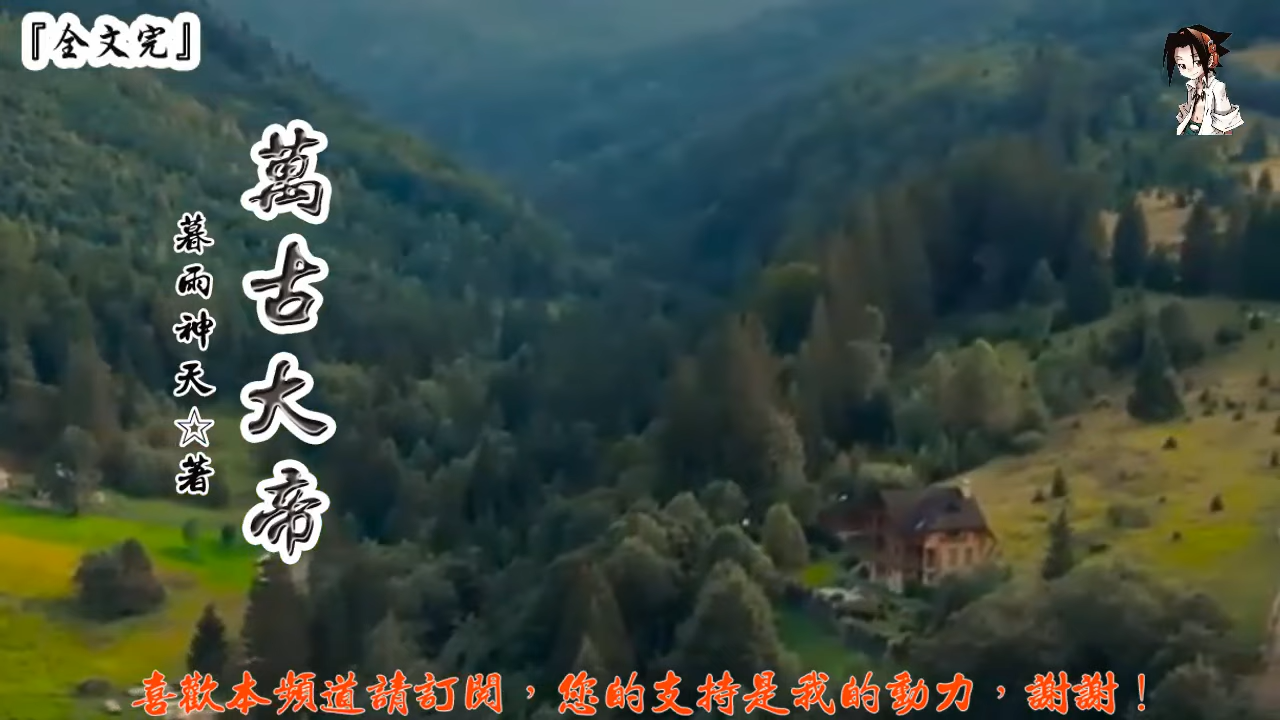 『全文完』
萬古大帝
暮雨神天☆著
喜歡本頻道請訂閱，您的支持是我的動力，謝謝！